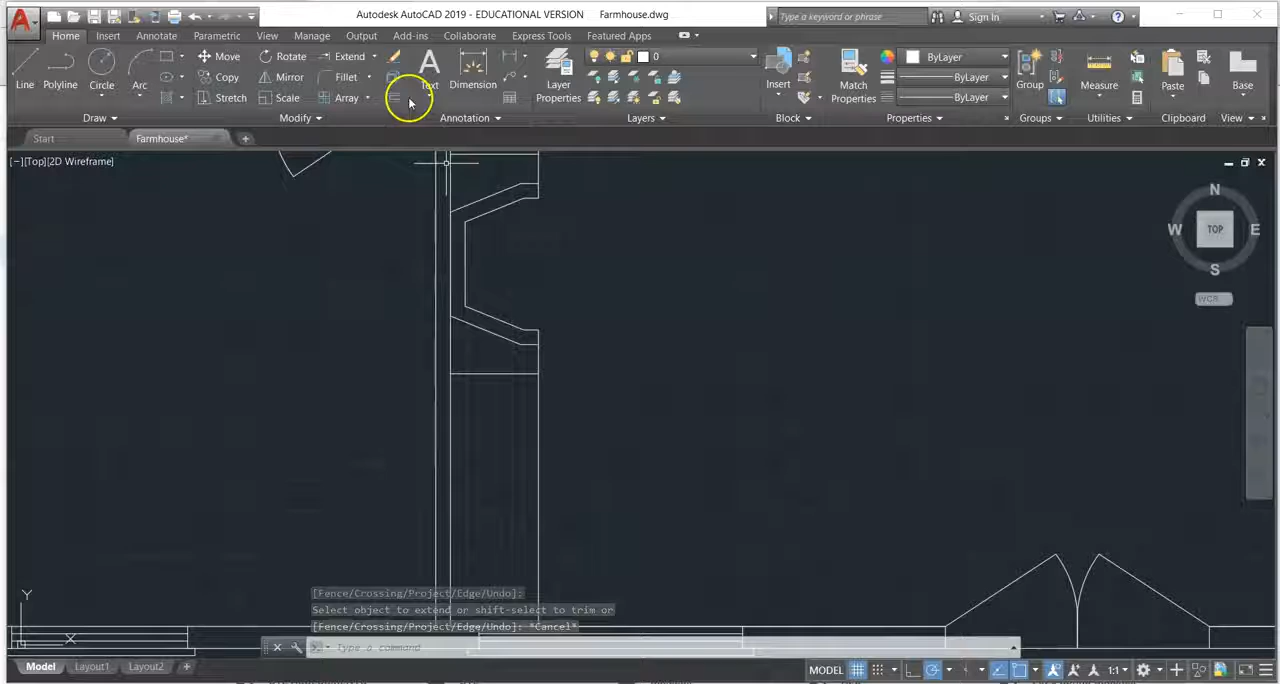 Autodesk AutoCAD 2019 - EDUCATIONAL VERSION Farmhouse.dwg
Type a keyword or phrase
Sign In
Home Insert Annotate Parametric View Manage Output Add-ins Collaborate Express Tools Featured Apps
Line Polyline Circle Arc
Move Rotate Extend
Copy Mirror Fillet
Stretch Scale Array
Text Dimension
Layer Properties
0
Insert
Match Properties
ByLayer
ByLayer
ByLayer
Group
Measure
Paste
Base
Draw Modify Annotation Layers Block Properties Groups Utilities Clipboard View
Start Farmhouse* +
[−][Top][2D Wireframe]
N
W TOP E
S
WCS
[Fence/Crossing/Project/Edge/Undo]:
Select object to extend or shift-select to trim or
[Fence/Crossing/Project/Edge/Undo]: *Cancel*
Y
X
Type a command
Model Layout1 Layout2 +
MODEL 1:1